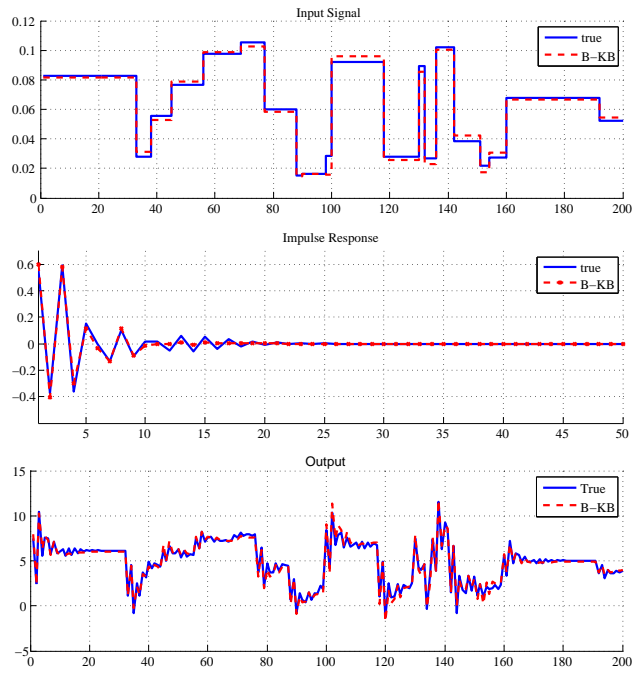 Input Signal
0.12
0.1
0.08
0.06
0.04
0.02
0
0 20 40 60 80 100 120 140 160 180 200
true
B−KB
Impulse Response
0.6
0.4
0.2
0
−0.2
−0.4
5 10 15 20 25 30 35 40 45 50
true
B−KB
Output
15
10
5
0
−5
0 20 40 60 80 100 120 140 160 180 200
True
B−KB